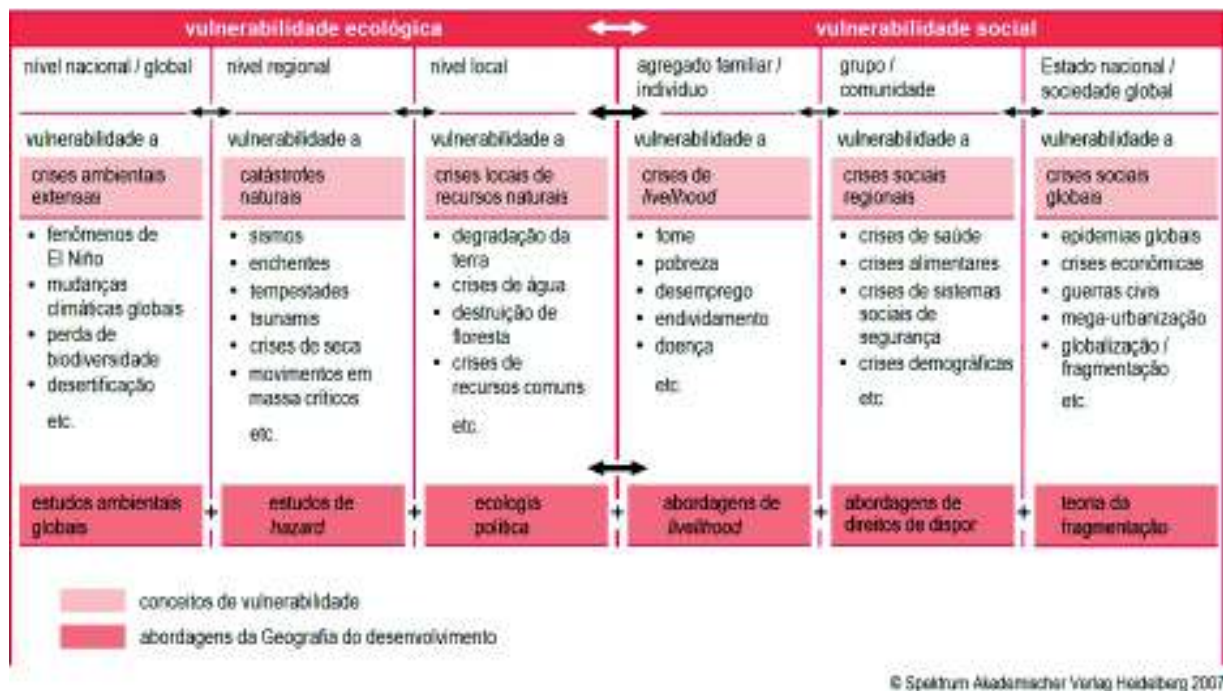 vulnerabilidade ecológica
vulnerabilidade social
nível nacional / global
nível regional
nível local
agregado familiar /
indivíduo
grupo /
comunidade
Estado nacional /
sociedade global
vulnerabilidade a
crises ambientais
extensas
• fenômenos de
El Niño
• mudanças
climáticas globais
• perda de
biodiversidade
• desertificação
etc.
vulnerabilidade a
catástrofes
naturais
• sismos
• enchentes
• tempestades
• tsunamis
• crises de seca
• movimentos em
massa críticos
etc.
vulnerabilidade a
crises locais de
recursos naturais
• degradação da
terra
• crises de água
• destruição de
floresta
• crises de
recursos comuns
etc.
vulnerabilidade a
crises de
livelihood
• fome
• pobreza
• desemprego
• endividamento
• doença
etc.
vulnerabilidade a
crises sociais
regionais
• crises de saúde
• crises alimentares
• crises de sistemas
sociais de
segurança
• crises demográficas
etc
vulnerabilidade a
crises sociais
globais
• epidemias globais
• crises econômicas
• guerras civis
• mega-urbanização
• globalização /
fragmentação
etc.
estudos ambientais
globais
+
estudos de
hazard
+
ecologia
política
abordagens de
livelihood
+
abordagens de
direitos de dispor
+
teoria da
fragmentação
conceitos de vulnerabilidade
abordagens da Geografia do desenvolvimento
© Spektrum Akademischer Verlag Heidelberg 2007